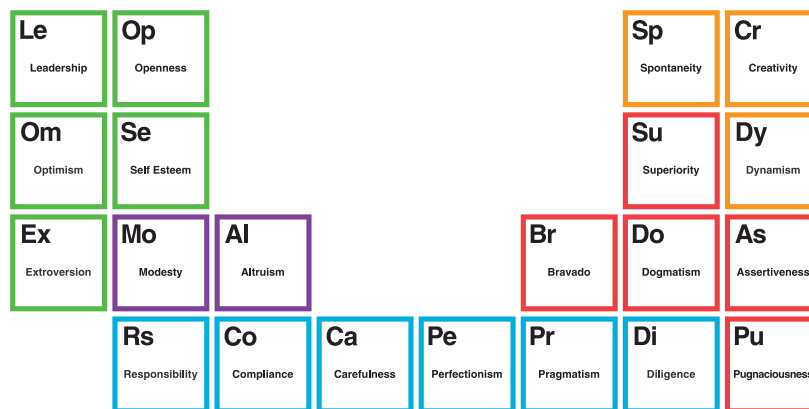 Le
Leadership
Op
Openness
Sp
Spontaneity
Cr
Creativity
Om
Optimism
Se
Self Esteem
Su
Superiority
Dy
Dynamism
Ex
Extroversion
Mo
Modesty
Al
Altruism
Br
Bravado
Do
Dogmatism
As
Assertiveness
Rs
Responsibility
Co
Compliance
Ca
Carefulness
Pe
Perfectionism
Pr
Pragmatism
Di
Diligence
Pu
Pugnaciousness